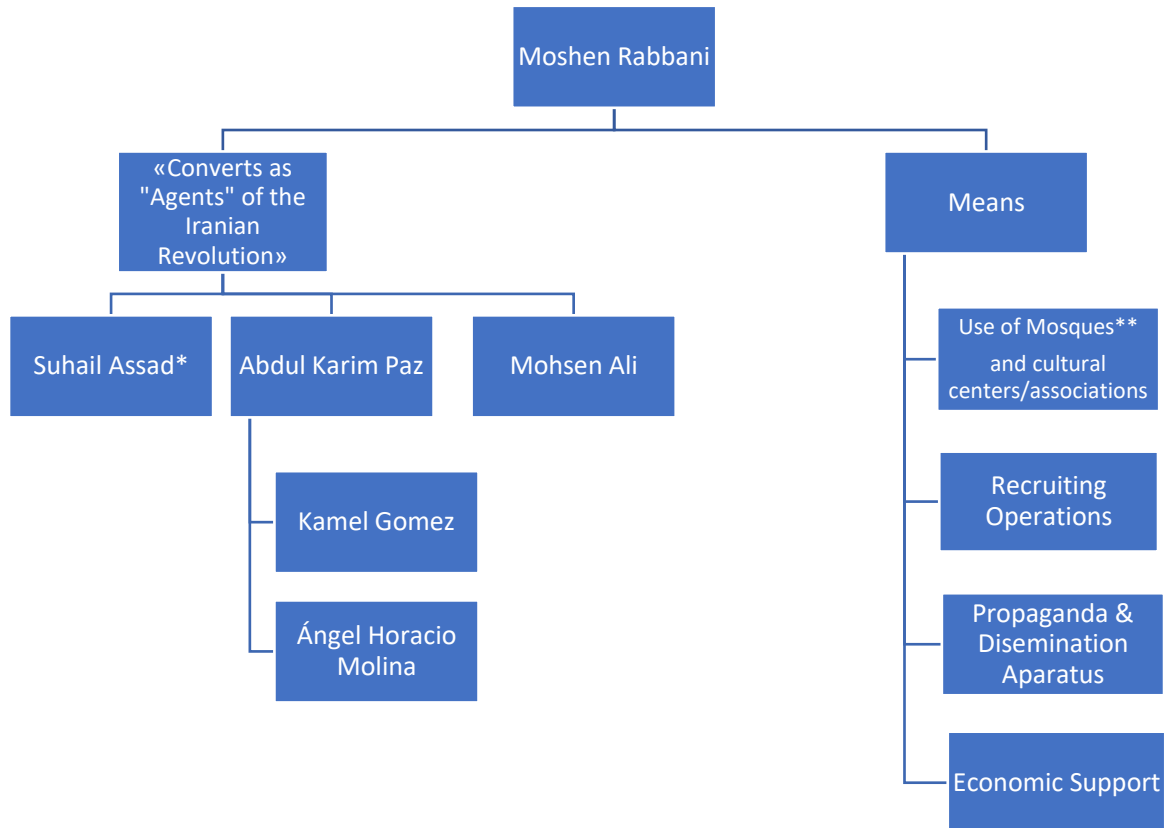 Moshen Rabbani
«Converts as
"Agents" of the
Iranian
Revolution»
Means
Suhail Assad*
Abdul Karim Paz
Mohsen Ali
Use of Mosques**
and cultural
centers/associations
Kamel Gomez
Recruiting
Operations
Ángel Horacio
Molina
Propaganda &
Disemination
Aparatus
Economic Support